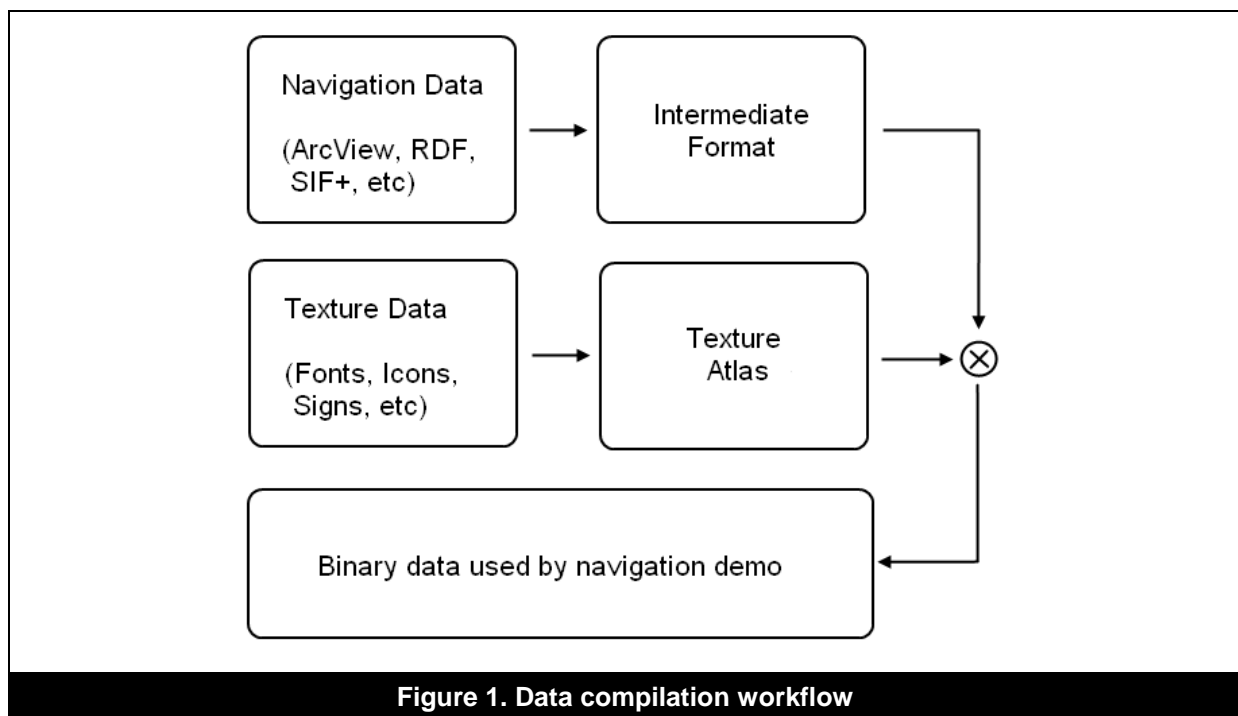 Navigation Data
(ArcView, RDF,
SIF+, etc)
Intermediate
Format
Texture Data
(Fonts, Icons,
Signs, etc)
Texture
Atlas
Binary data used by navigation demo
Figure 1. Data compilation workflow